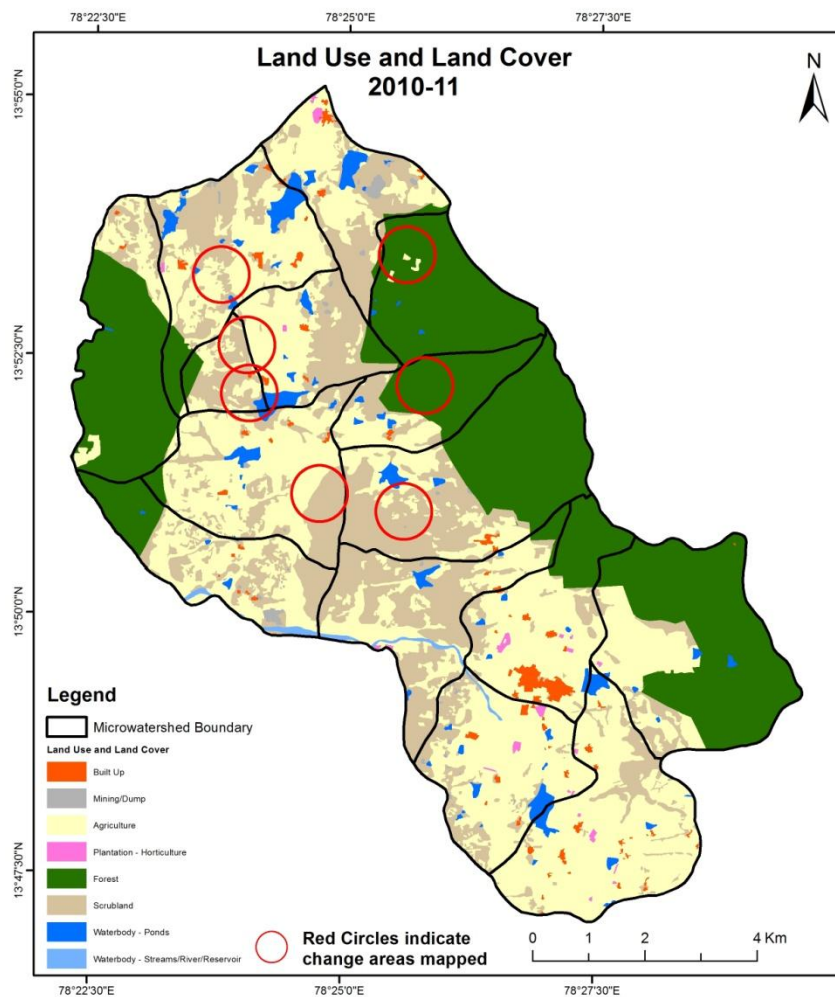 78°22'30"E 78°25'0"E 78°27'30"E
Land Use and Land Cover
2010-11
N
13°55'0"N
13°52'30"N
13°50'0"N
13°47'30"N
Legend
Microwatershed Boundary
Land Use and Land Cover
Built Up
Mining/Dump
Agriculture
Plantation - Horticulture
Forest
Scrubland
Waterbody - Ponds
Waterbody - Streams/River/Reservoir
Red Circles indicate
change areas mapped
0 1 2 4 Km
78°22'30"E 78°25'0"E 78°27'30"E